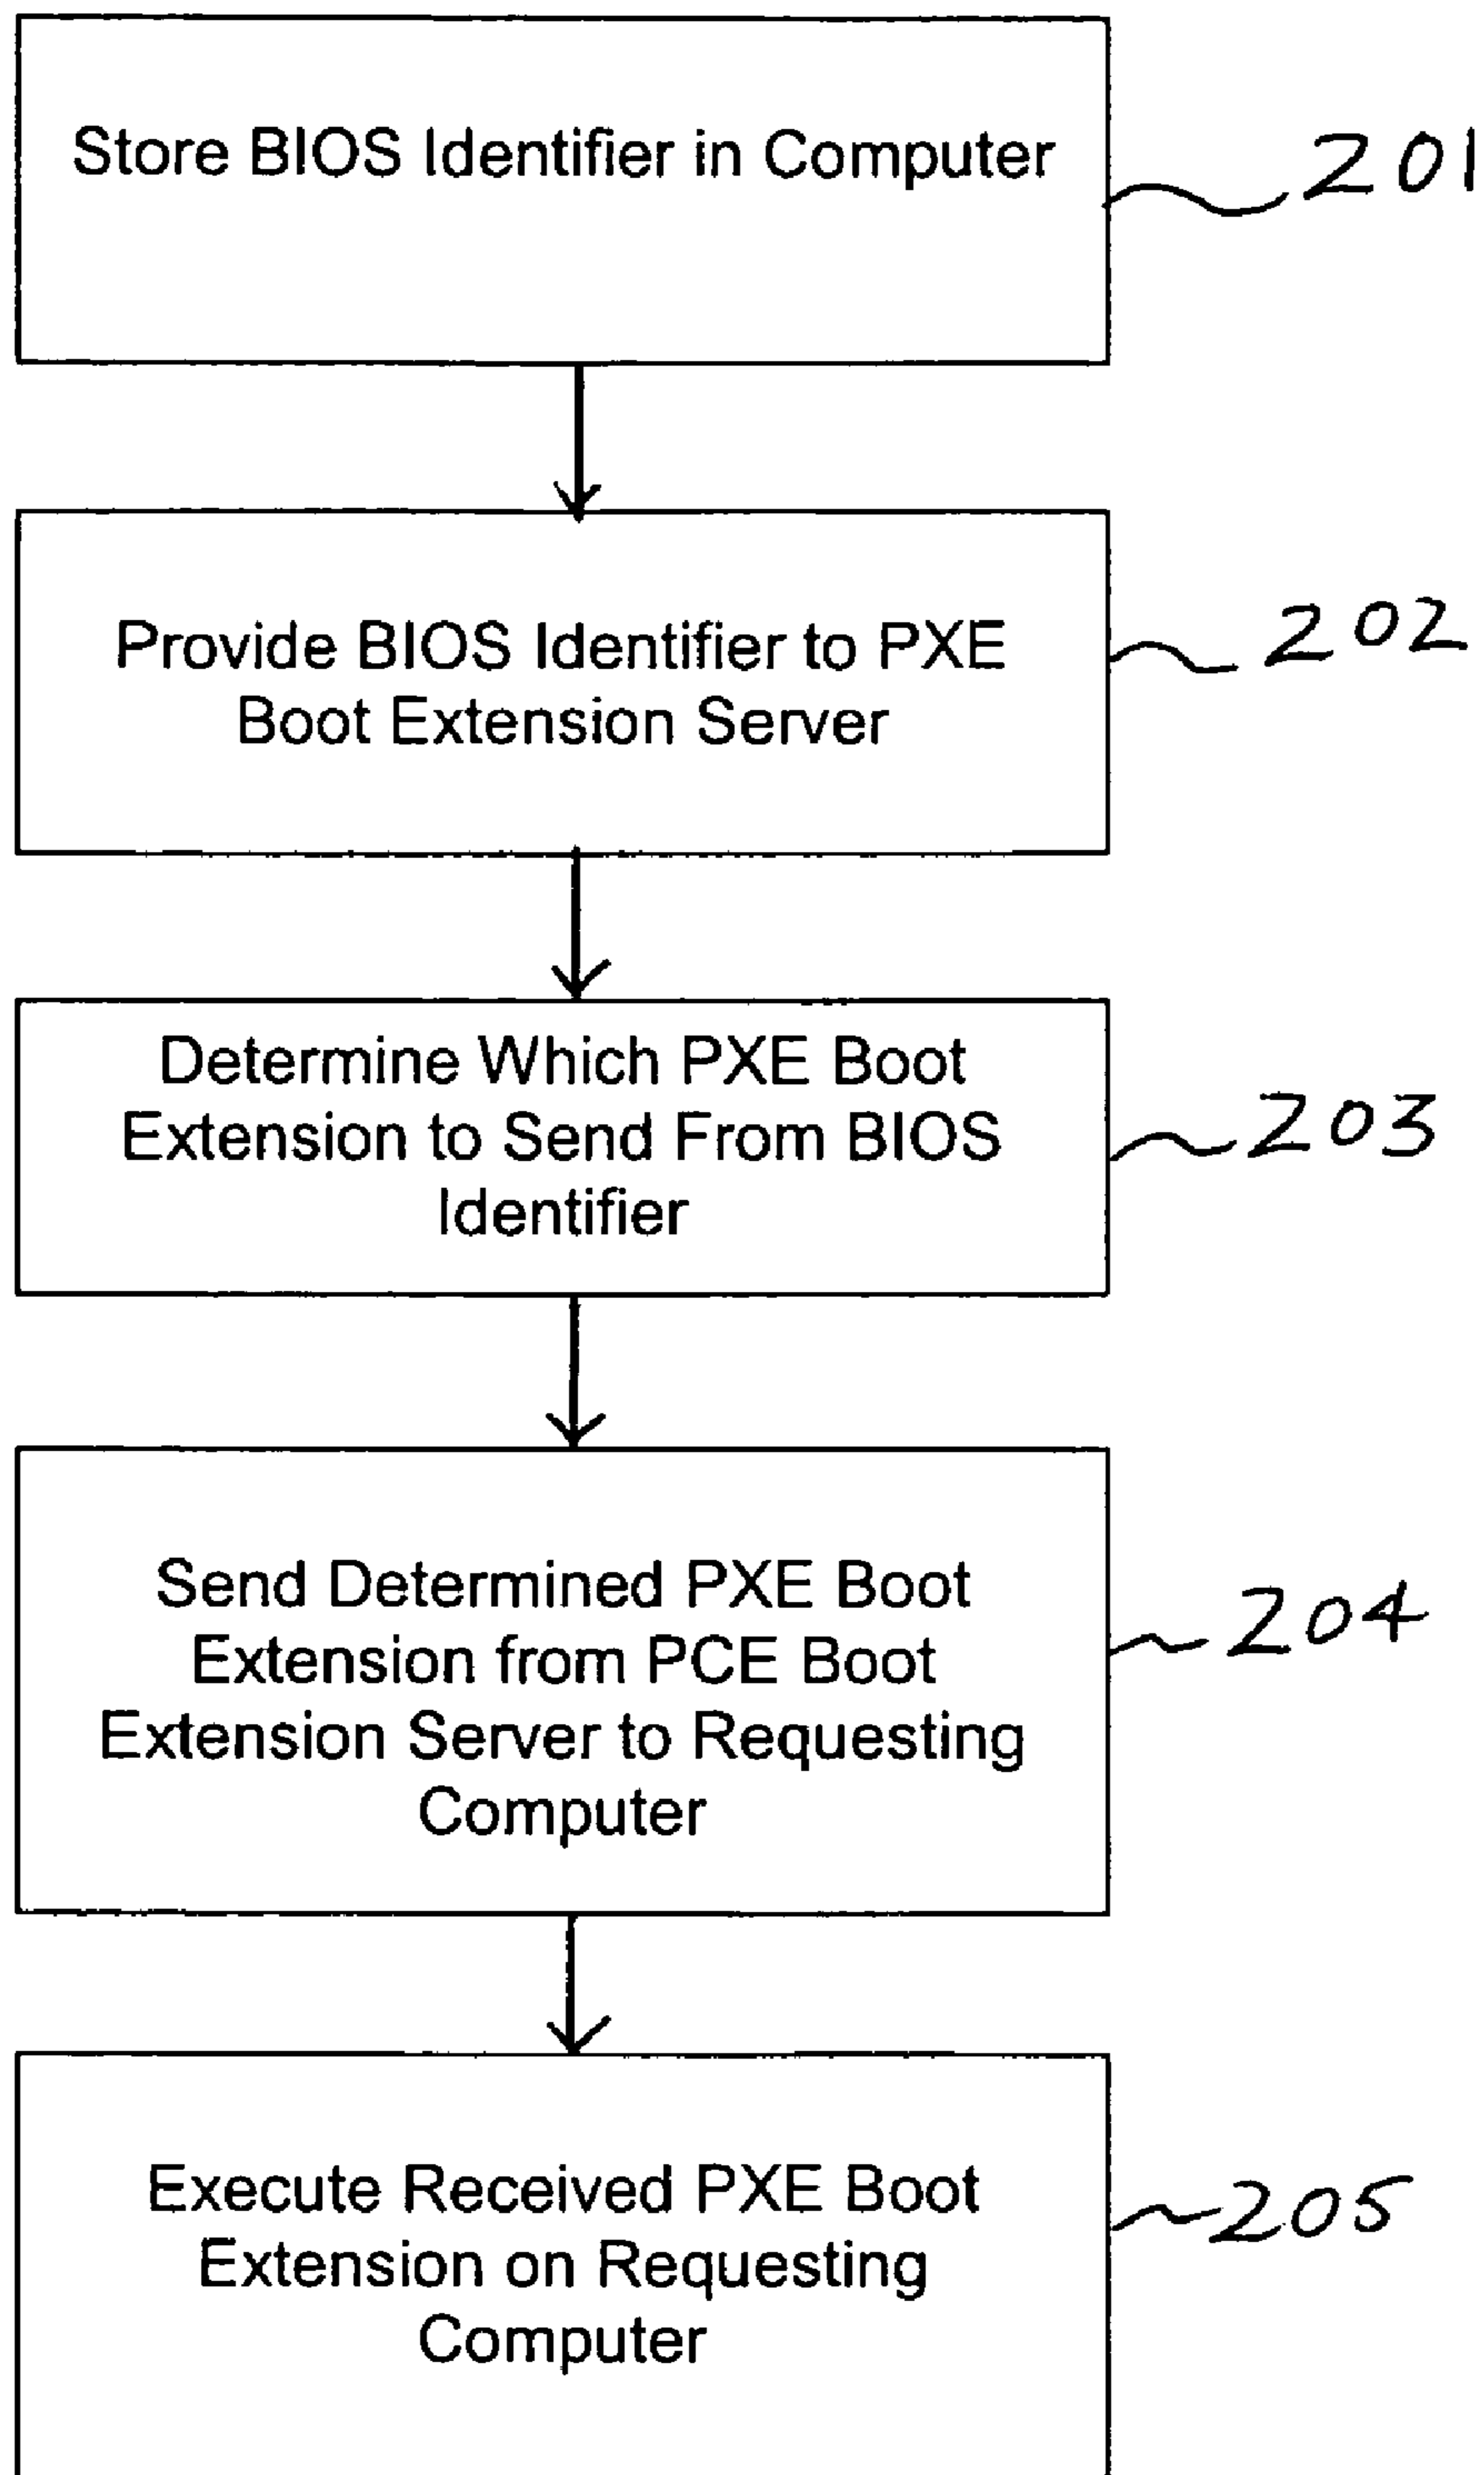 Store BIOS Identifier in Computer
201
Provide BIOS Identifier to PXE
Boot Extension Server
202
Determine Which PXE Boot
Extension to Send From BIOS
Identifier
203
Send Determined PXE Boot
Extension from PCE Boot
Extension Server to Requesting
Computer
204
Execute Received PXE Boot
Extension on Requesting
Computer
205